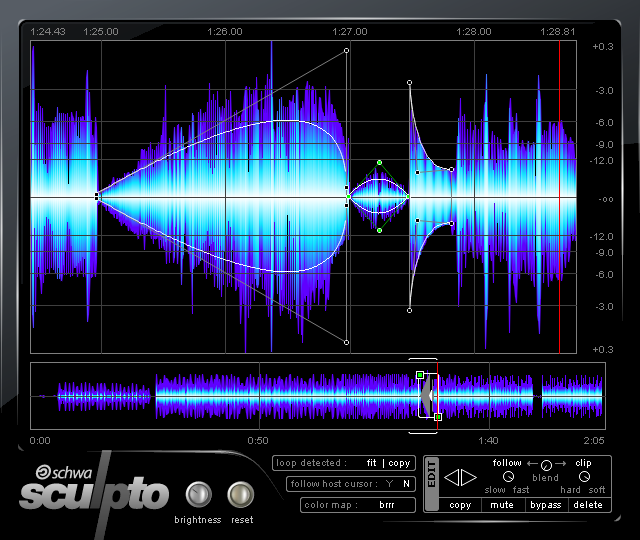 1:24.43 1:25.00 1:26.00 1:27.00 1:28.00 1:28.81
+0.3
-3.0
-6.0
-9.0
-12.0
-oo
-12.0
-9.0
-6.0
-3.0
+0.3
0:00 0:50 1:40 2:05
schwa
sculpto
brightness reset
loop detected : fit | copy
follow host cursor : Y N
color map : brrr
EDIT
follow clip
blend
slow fast hard soft
copy mute bypass delete